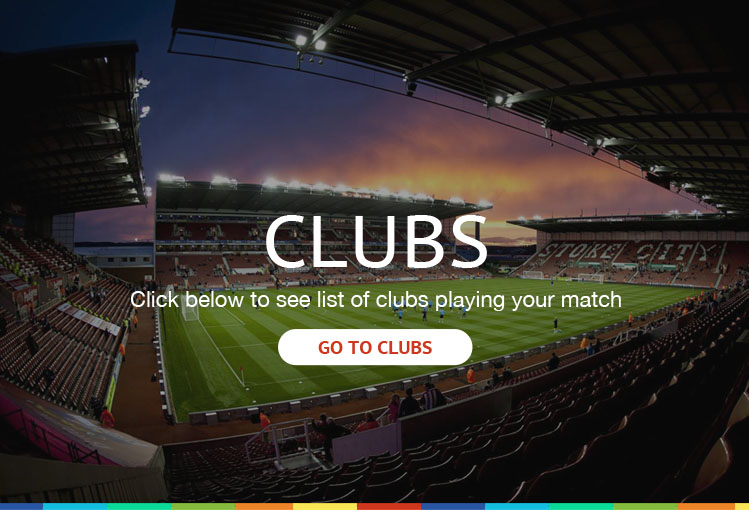 STOKE CITY
CLUBS
Click below to see list of clubs playing your match
GO TO CLUBS